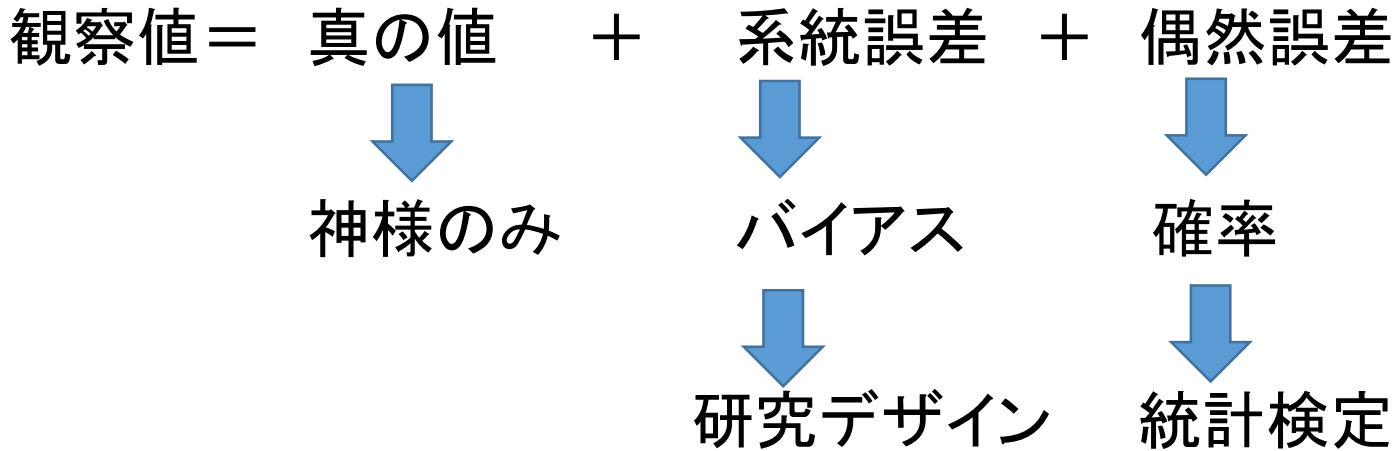 観察値＝ 真の値 ＋ 系統誤差 ＋ 偶然誤差
神様のみ バイアス 確率
研究デザイン 統計検定